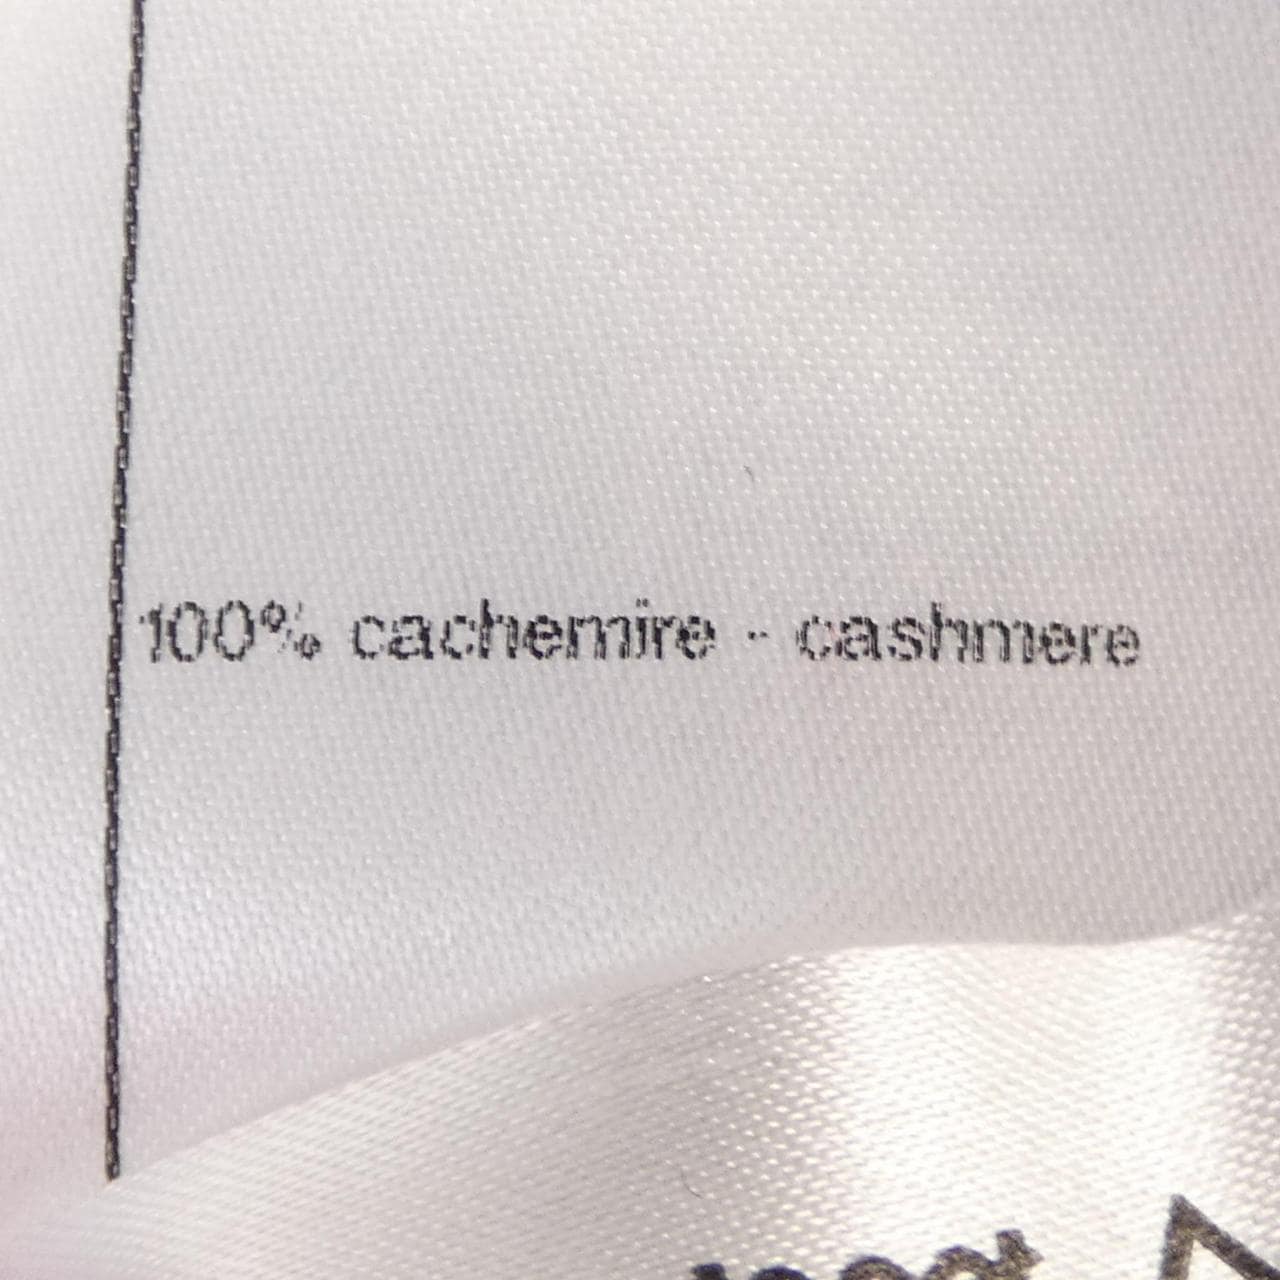 100% cachemire - cashmere